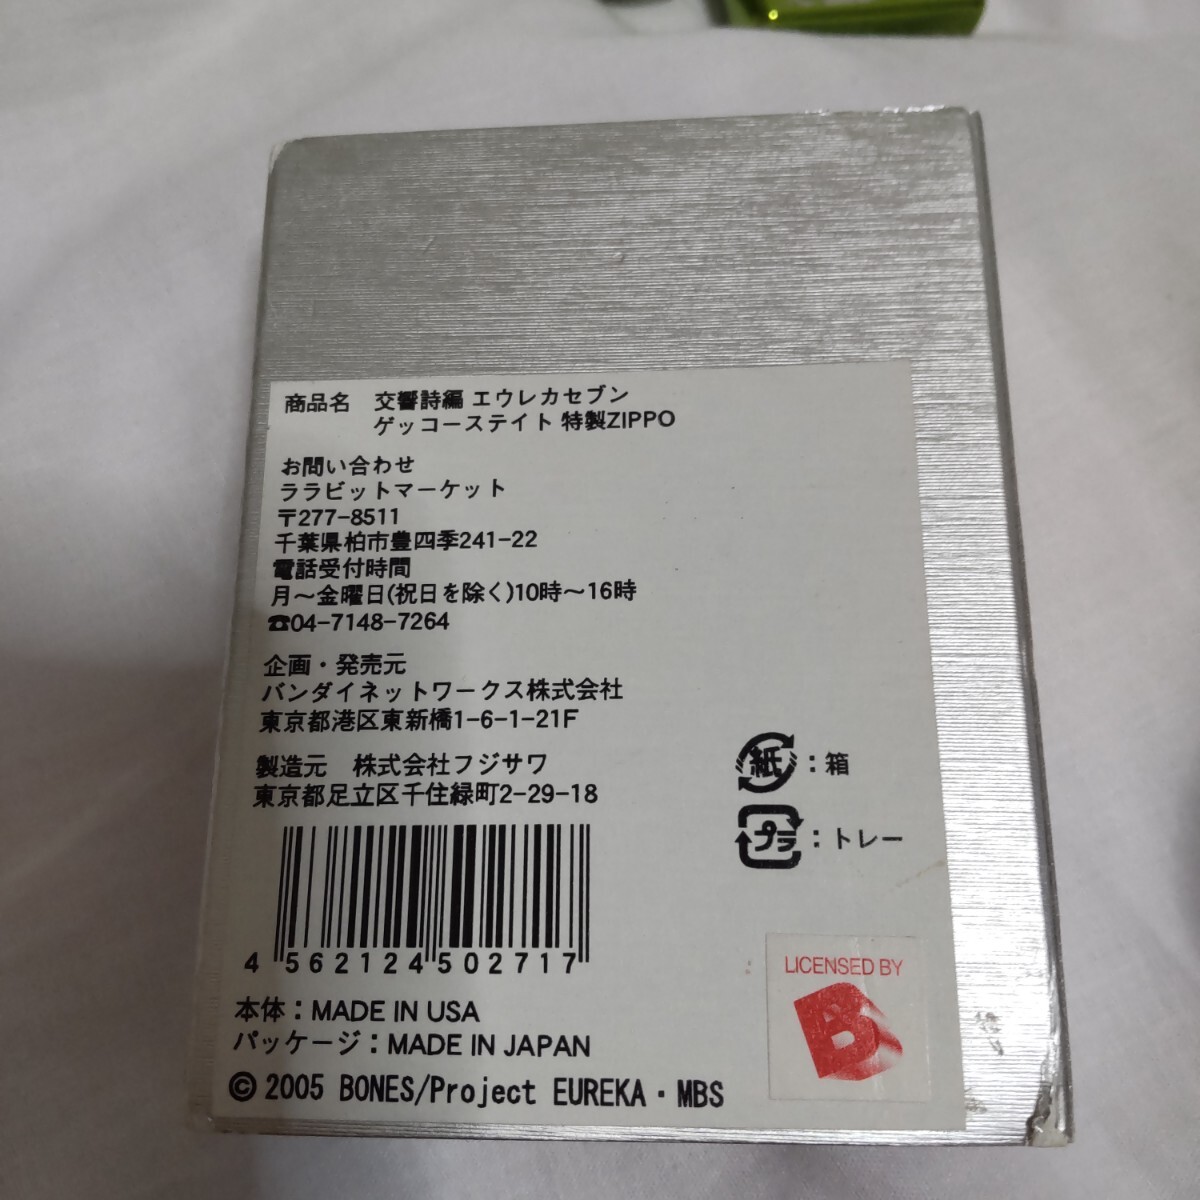 商品名　交響詩編 エウレカセブン
ゲッコーステイト 特製ZIPPO
お問い合わせ
ララビットマーケット
〒277-8511
千葉県柏市豊四季241-22
電話受付時間
月～金曜日(祝日を除く)10時～16時
☎04-7148-7264
企画・発売元
バンダイネットワークス株式会社
東京都港区東新橋1-6-1-21F
製造元　株式会社フジサワ
東京都足立区千住緑町2-29-18
紙：箱
プラ：トレー
4 562124 502717
本体：MADE IN USA
パッケージ：MADE IN JAPAN
© 2005 BONES/Project EUREKA・MBS
LICENSED BY
B